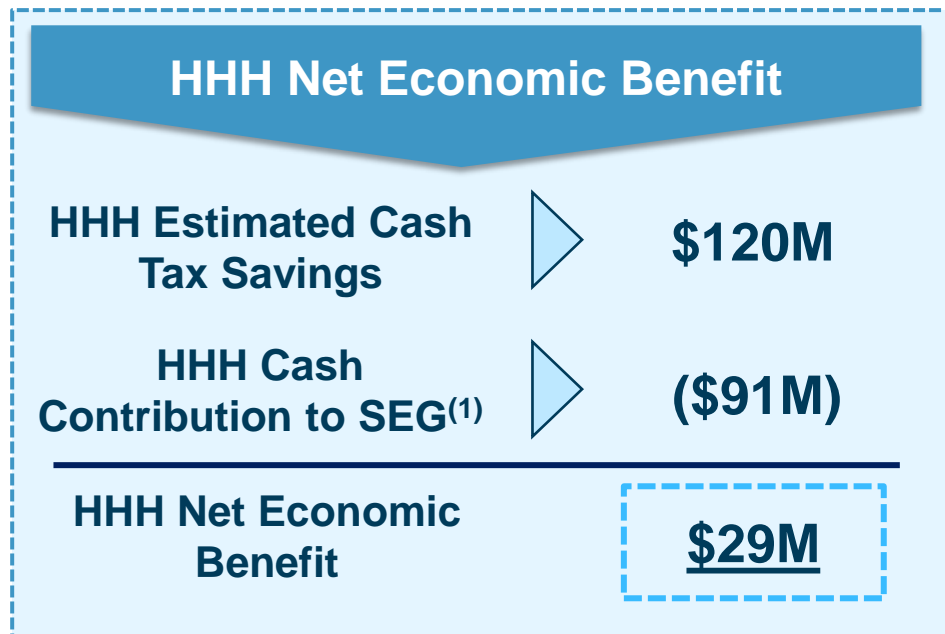 HHH Net Economic Benefit
HHH Estimated Cash
Tax Savings
$120M
HHH Cash
Contribution to SEG(1)
($91M)
HHH Net Economic
Benefit
$29M